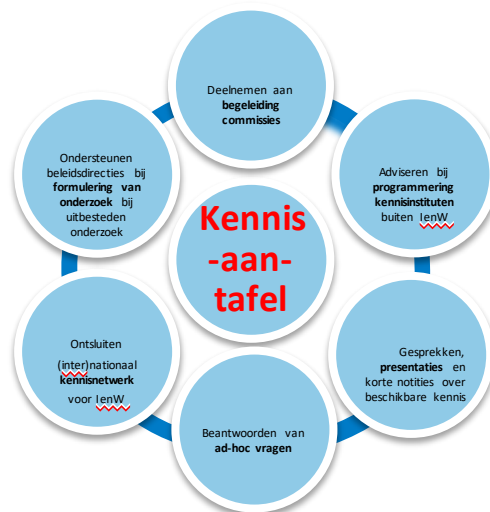 Deelnemen aan
begeleiding
commissies
Adviseren bij
programmering
kennisinstituten
buiten IenW
Gesprekken,
presentaties en
korte notities over
beschikbare kennis
Beantwoorden van
ad-hoc vragen
Ontsluiten
(inter)nationaal
kennisnetwerk
voor IenW
Ondersteunen
beleidsdirecties bij
formulering van
onderzoek bij
uitbesteden
onderzoek
Kennis
-aan-
tafel